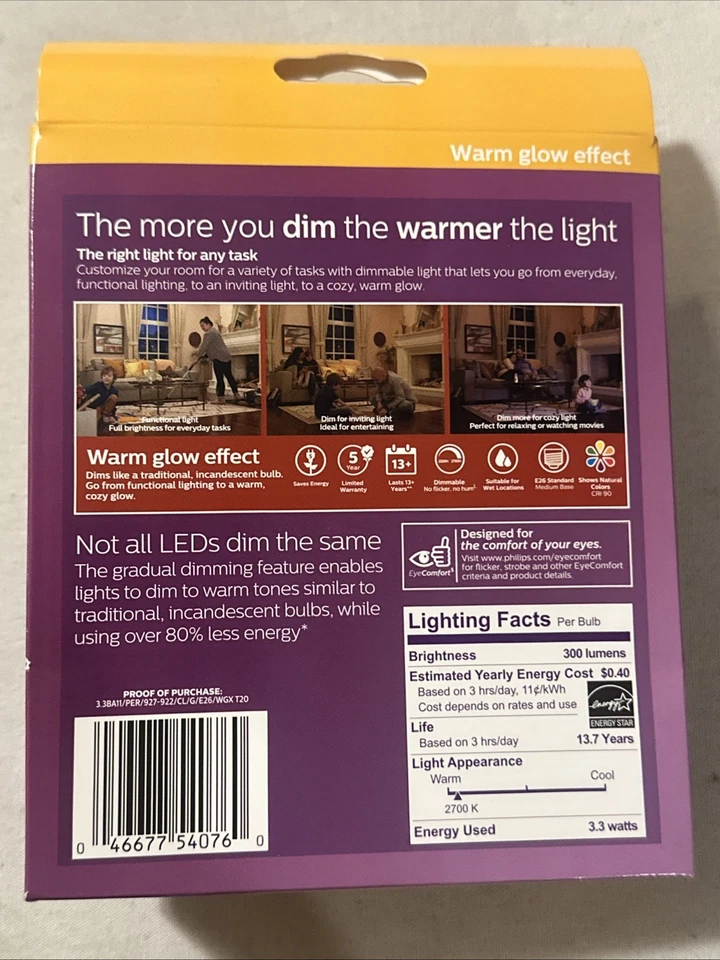 Warm glow effect
The more you dim the warmer the light
The right light for any task
Customize your room for a variety of tasks with dimmable light that lets you go from everyday,
functional lighting, to an inviting light, to a cozy, warm glow.
Functional light
Full brightness for everyday tasks
Dim for inviting light
Ideal for entertaining
Dim more for cozy light
Perfect for relaxing or watching movies
Warm glow effect
Dims like a traditional, incandescent bulb.
Go from functional lighting to a warm,
cozy glow.
Saves Energy
5
Year
Limited
Warranty
13+
Lasts 13+
Years**
Dimmable
No flicker, no hum¹
Suitable for
Wet Locations
E26 Standard
Medium Base
Shows Natural
Colors
CRI 90
Not all LEDs dim the same
The gradual dimming feature enables
lights to dim to warm tones similar to
traditional, incandescent bulbs, while
using over 80% less energy*
EyeComfort§
Designed for
the comfort of your eyes.
Visit www.philips.com/eyecomfort
for flicker, strobe and other EyeComfort
criteria and product details.
PROOF OF PURCHASE:
3.3BA11/PER/927-922/CL/G/E26/WGX T20
0 46677 54076 0
Lighting Facts Per Bulb
Brightness 300 lumens
Estimated Yearly Energy Cost $0.40
Based on 3 hrs/day, 11¢/kWh
Cost depends on rates and use
energy
ENERGY STAR
Life
Based on 3 hrs/day 13.7 Years
Light Appearance
Warm Cool
2700 K
Energy Used 3.3 watts